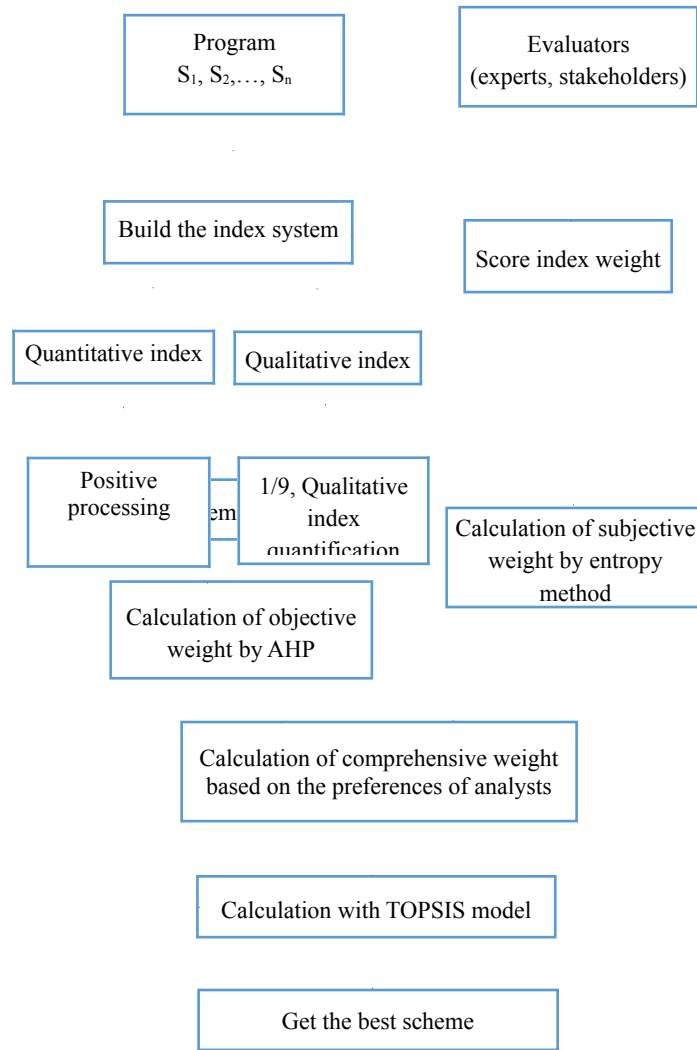 Program
S₁, S₂,…, Sₙ
Evaluators
(experts, stakeholders)
Build the index system
Score index weight
Quantitative index
Qualitative index
Positive
processing
em
1/9, Qualitative
index
quantification
Calculation of subjective
weight by entropy
method
Calculation of objective
weight by AHP
Calculation of comprehensive weight
based on the preferences of analysts
Calculation with TOPSIS model
Get the best scheme